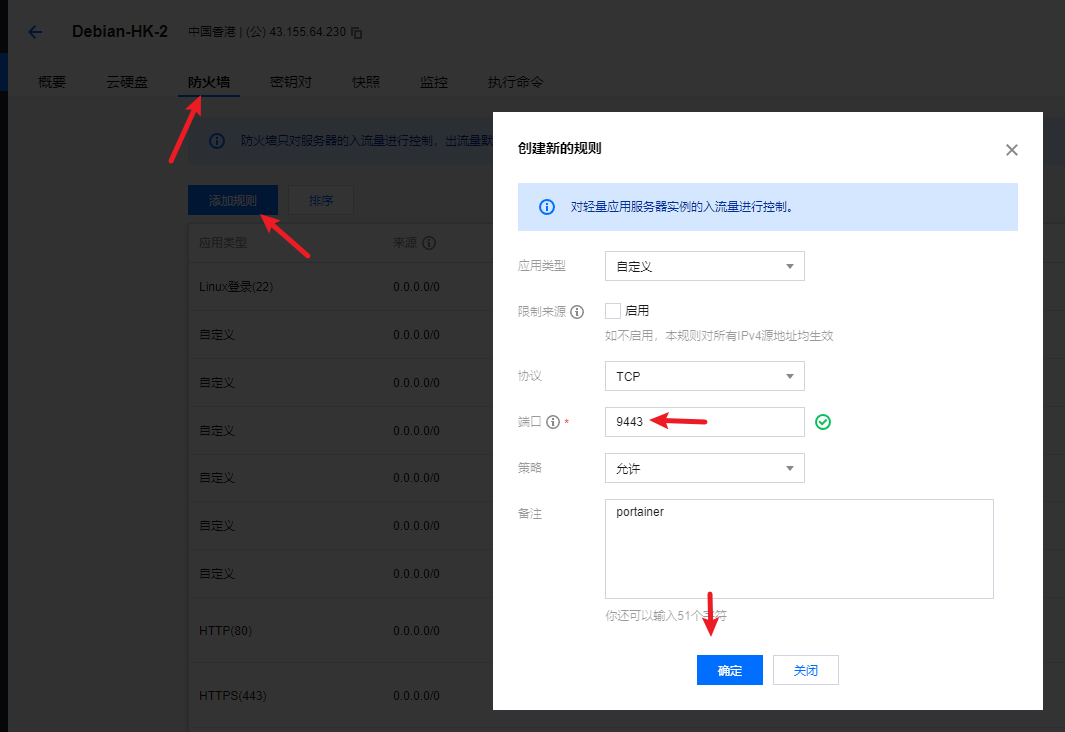 Debian-HK-2 中国香港 | (公) 43.155.64.230
概要 云硬盘 防火墙 密钥对 快照 监控 执行命令
防火墙只对服务器的入流量进行控制，出流量默
添加规则 排序
应用类型 来源
Linux登录(22) 0.0.0.0/0
自定义 0.0.0.0/0
自定义 0.0.0.0/0
自定义 0.0.0.0/0
自定义 0.0.0.0/0
自定义 0.0.0.0/0
自定义 0.0.0.0/0
HTTP(80) 0.0.0.0/0
HTTPS(443) 0.0.0.0/0
创建新的规则
对轻量应用服务器实例的入流量进行控制。
应用类型 自定义
限制来源 启用
如不启用，本规则对所有IPv4源地址均生效
协议 TCP
端口 * 9443
策略 允许
备注 portainer
你还可以输入51个字符
确定 关闭